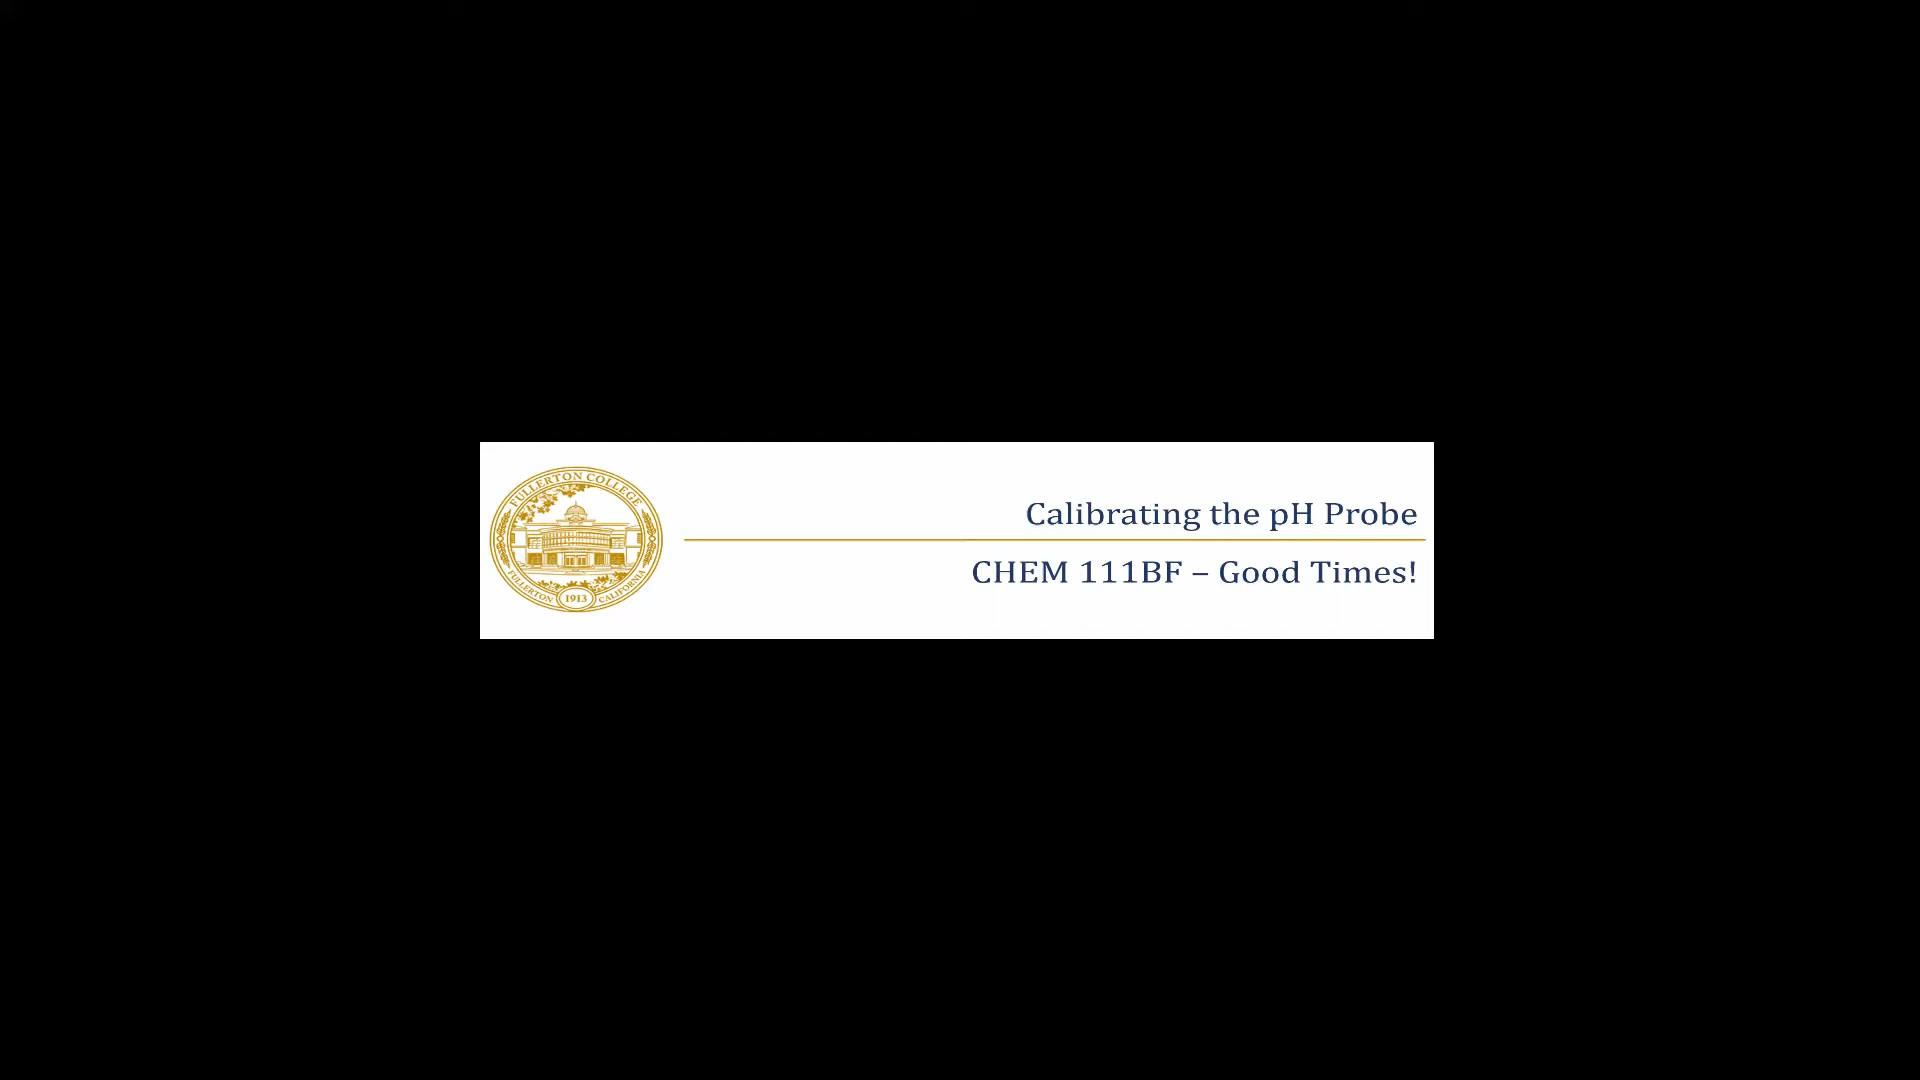 FULLERTON COLLEGE
FULLERTON
1913
CALIFORNIA
Calibrating the pH Probe
CHEM 111BF – Good Times!